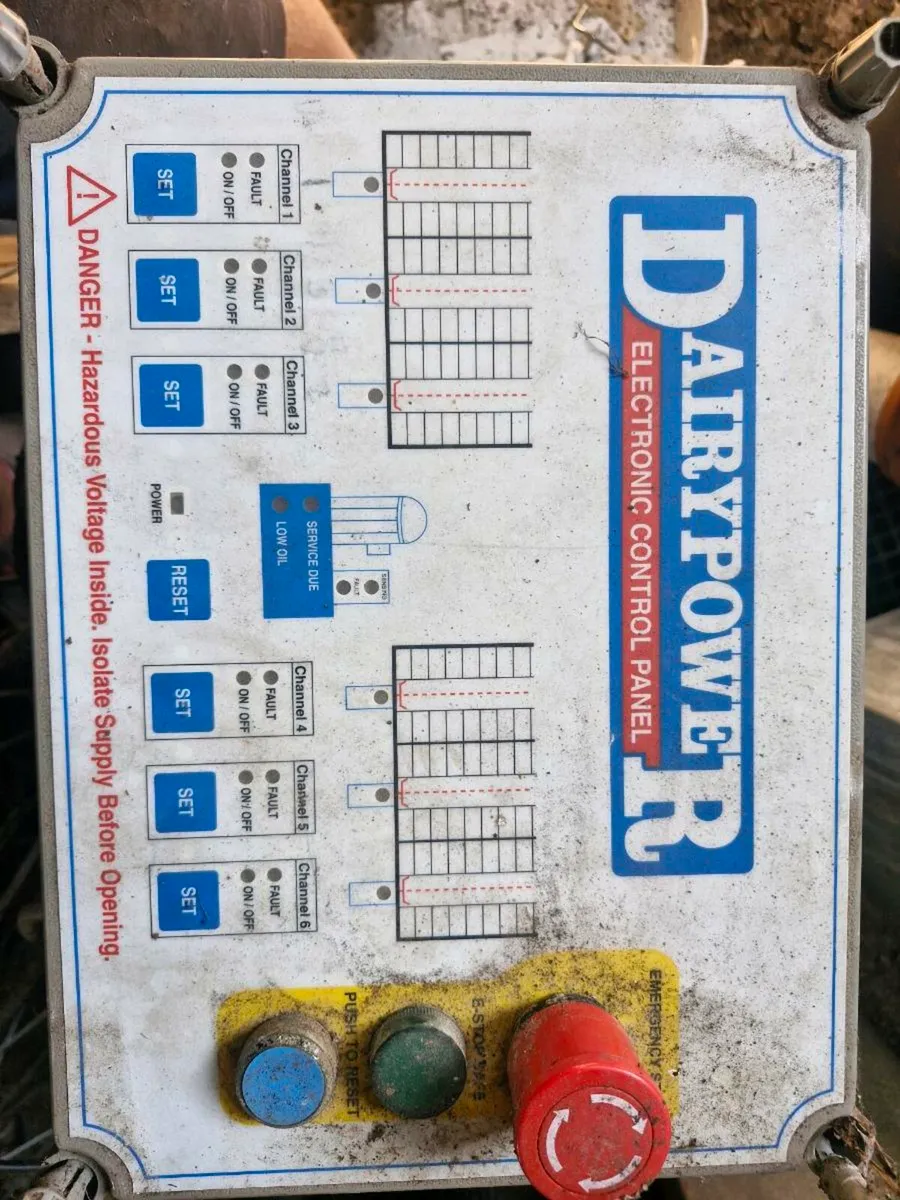 DAIRYPOWER
ELECTRONIC CONTROL PANEL
EMERGENCY
PUSH TO RESET
SENSING
FAULT
SERVICE DUE
LOW OIL
Channel 1
FAULT
ON / OFF
SET
Channel 2
FAULT
ON / OFF
SET
Channel 3
FAULT
ON / OFF
SET
POWER
RESET
Channel 4
FAULT
ON / OFF
SET
Channel 5
FAULT
ON / OFF
SET
Channel 6
FAULT
ON / OFF
SET
! DANGER - Hazardous Voltage Inside. Isolate Supply Before Opening.